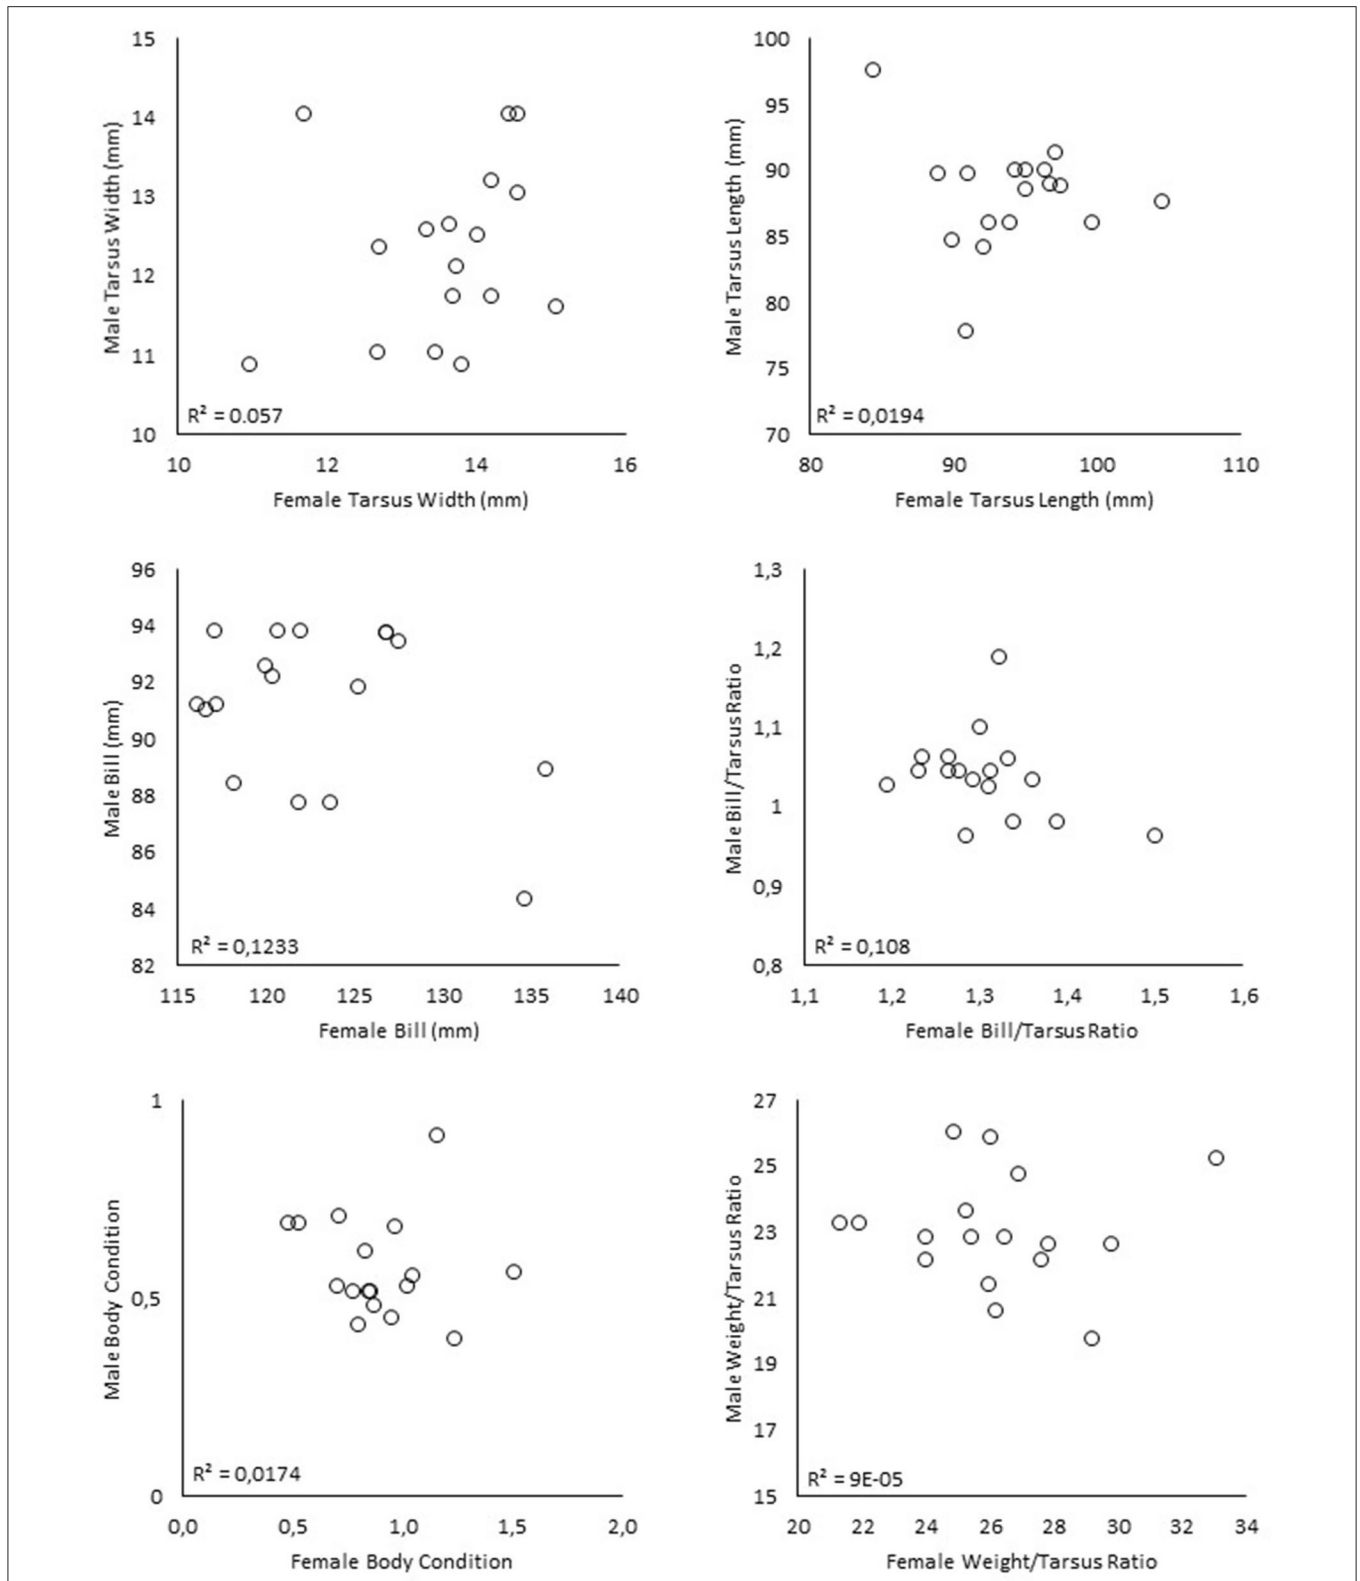 15
14
13
12
11
10
Male Tarsus Width (mm)
R² = 0.057
10 12 14 16
Female Tarsus Width (mm)
100
95
90
85
80
75
70
Male Tarsus Length (mm)
R² = 0,0194
80 90 100 110
Female Tarsus Length (mm)
96
94
92
90
88
86
84
82
Male Bill (mm)
R² = 0,1233
115 120 125 130 135 140
Female Bill (mm)
1,3
1,2
1,1
1
0,9
0,8
Male Bill/Tarsus Ratio
R² = 0,108
1,1 1,2 1,3 1,4 1,5 1,6
Female Bill/Tarsus Ratio
1
0,5
0
Male Body Condition
R² = 0,0174
0,0 0,5 1,0 1,5 2,0
Female Body Condition
27
25
23
21
19
17
15
Male Weight/Tarsus Ratio
R² = 9E-05
20 22 24 26 28 30 32 34
Female Weight/Tarsus Ratio